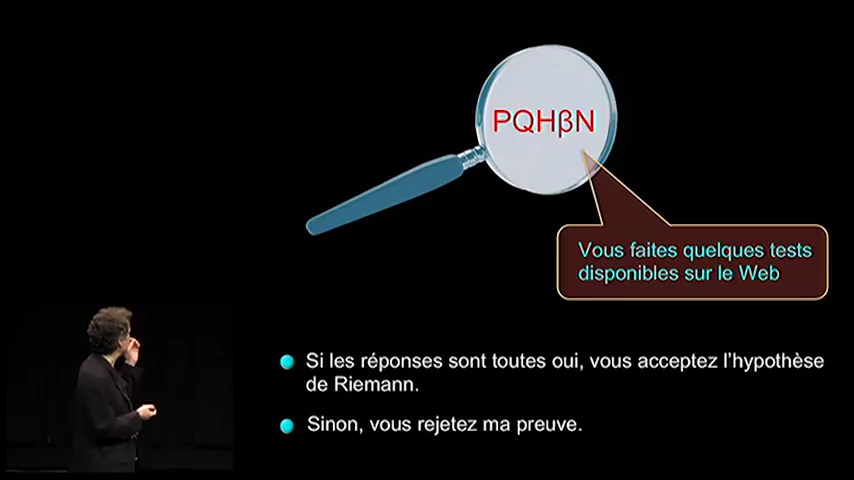 PQHβN
Vous faites quelques tests
disponibles sur le Web
Si les réponses sont toutes oui, vous acceptez l'hypothèse
de Riemann.
Sinon, vous rejetez ma preuve.